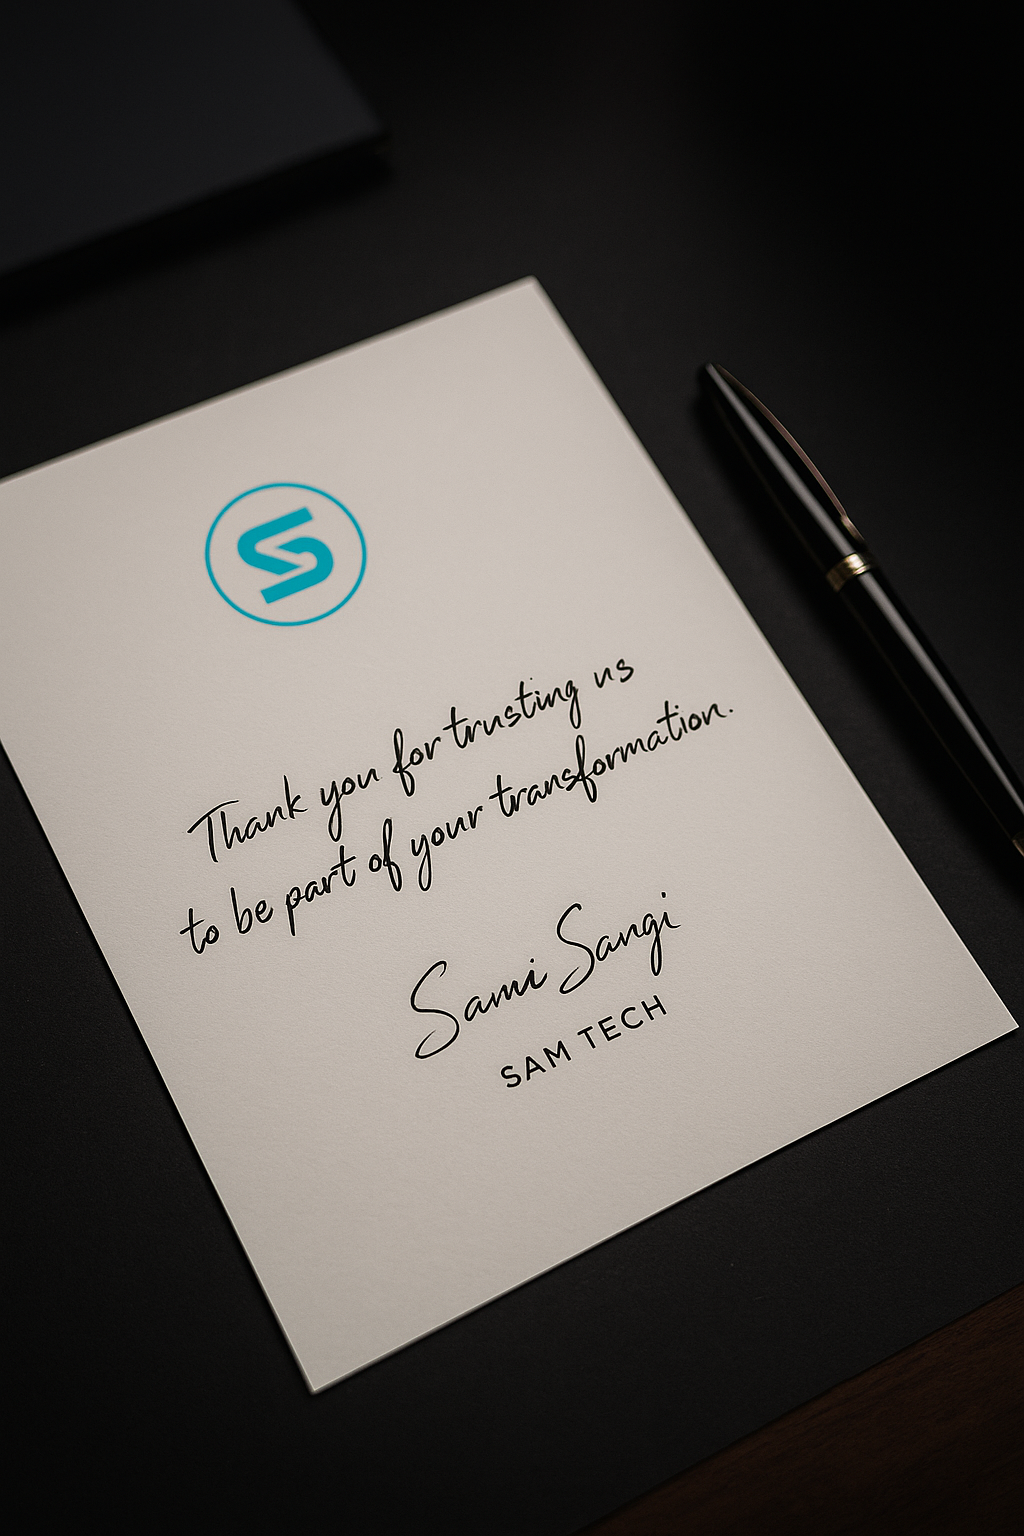 S
Thank you for trusting us
to be part of your transformation.
Sami Sangi
SAM TECH